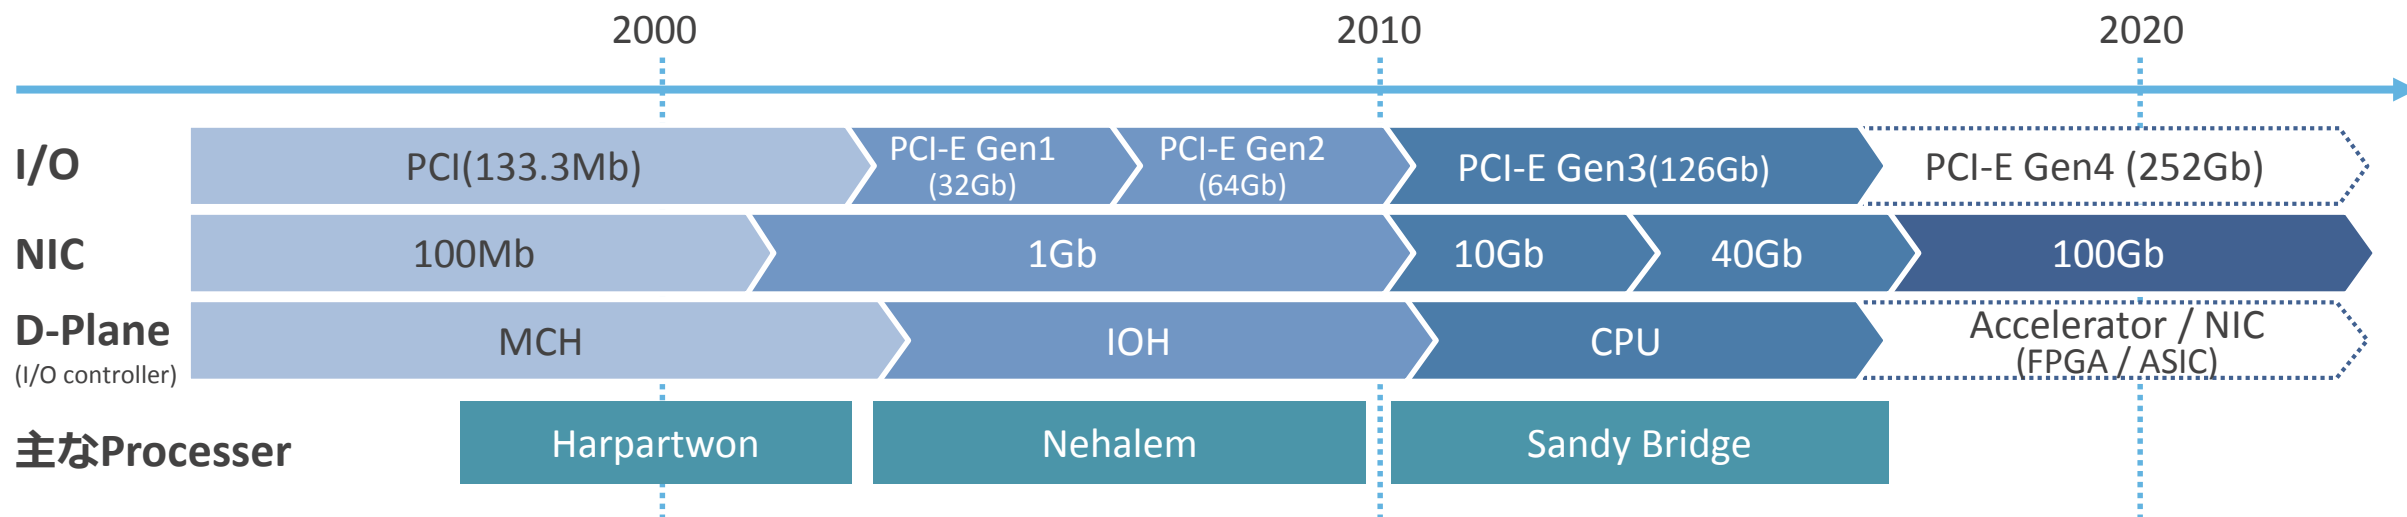 2000
2010
2020
I/O
PCI(133.3Mb)
PCI-E Gen1
(32Gb)
PCI-E Gen2
(64Gb)
PCI-E Gen3(126Gb)
PCI-E Gen4 (252Gb)
NIC
100Mb
1Gb
10Gb
40Gb
100Gb
D-Plane
(I/O controller)
MCH
IOH
CPU
Accelerator / NIC
(FPGA / ASIC)
主なProcesser
Harpartwon
Nehalem
Sandy Bridge